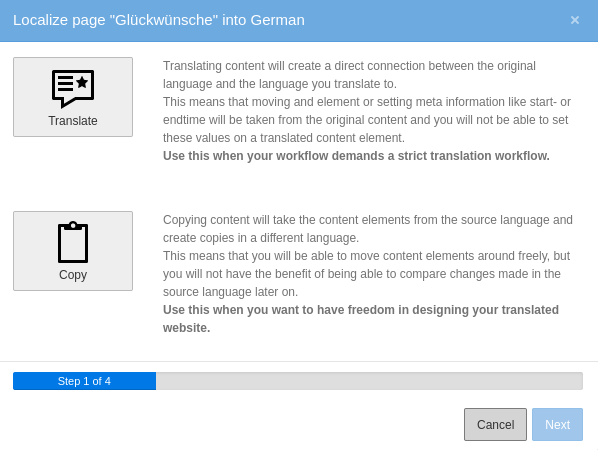 Localize page "Glückwünsche" into German
×
Translating content will create a direct connection between the original
language and the language you translate to.
This means that moving and element or setting meta information like start- or
endtime will be taken from the original content and you will not be able to set
these values on a translated content element.
Use this when your workflow demands a strict translation workflow.
Translate
Copying content will take the content elements from the source language and
create copies in a different language.
This means that you will be able to move content elements around freely, but
you will not have the benefit of being able to compare changes made in the
source language later on.
Use this when you want to have freedom in designing your translated
website.
Copy
Step 1 of 4
Cancel
Next